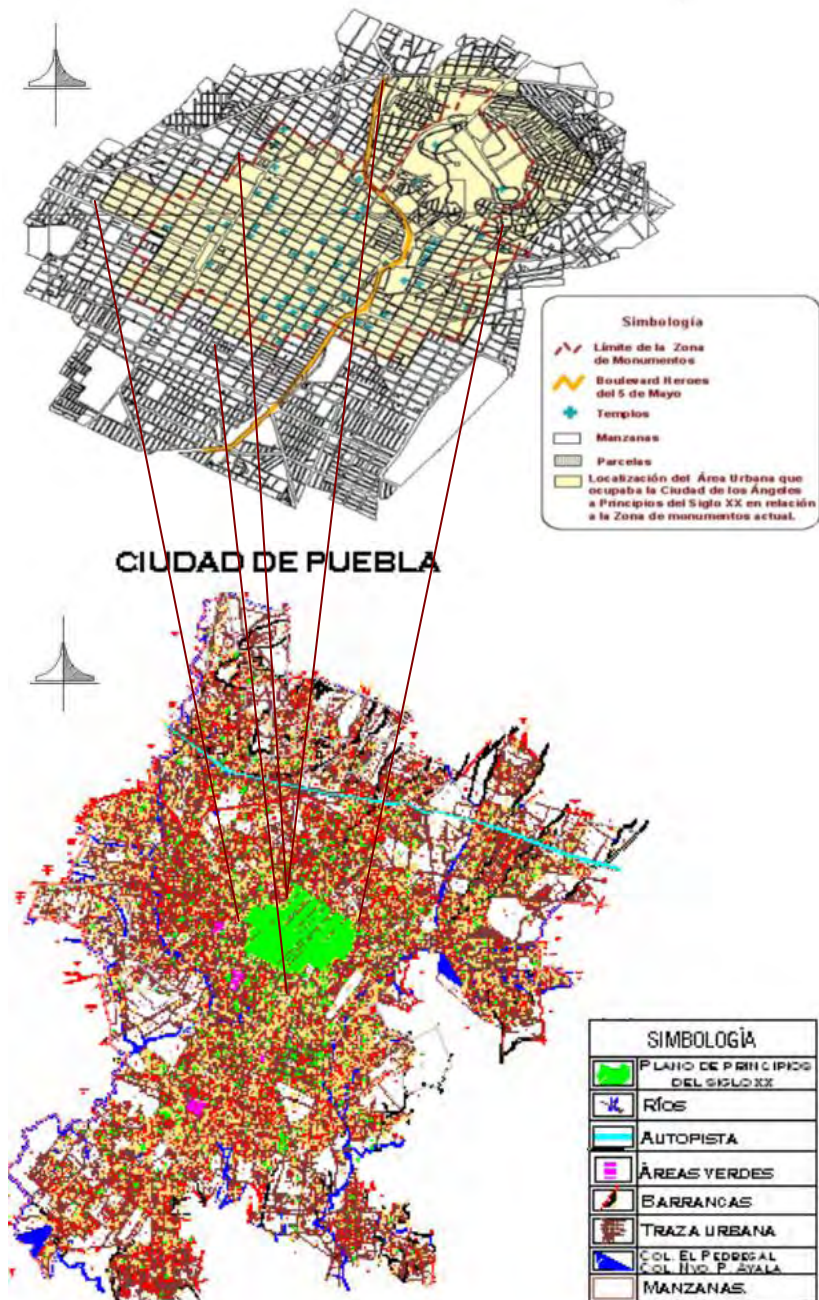 Simbología
Límite de la Zona
de Monumentos
Boulevard Heroes
del 5 de Mayo
Templos
Manzanas
Parcelas
Localización del Área Urbana que
ocupaba la Ciudad de los Ángeles
a Principios del Siglo XX en relación
a la Zona de monumentos actual.
CIUDAD DE PUEBLA
SIMBOLOGÌA
PLANO DE PRINCIPIOS
DEL SIGLO XX
RÍOS
AUTOPISTA
ÀREAS VERDES
BARRANCAS
TRAZA URBANA
COL. EL PEDREGAL
COL. NVO. P. AYALA
MANZANAS.